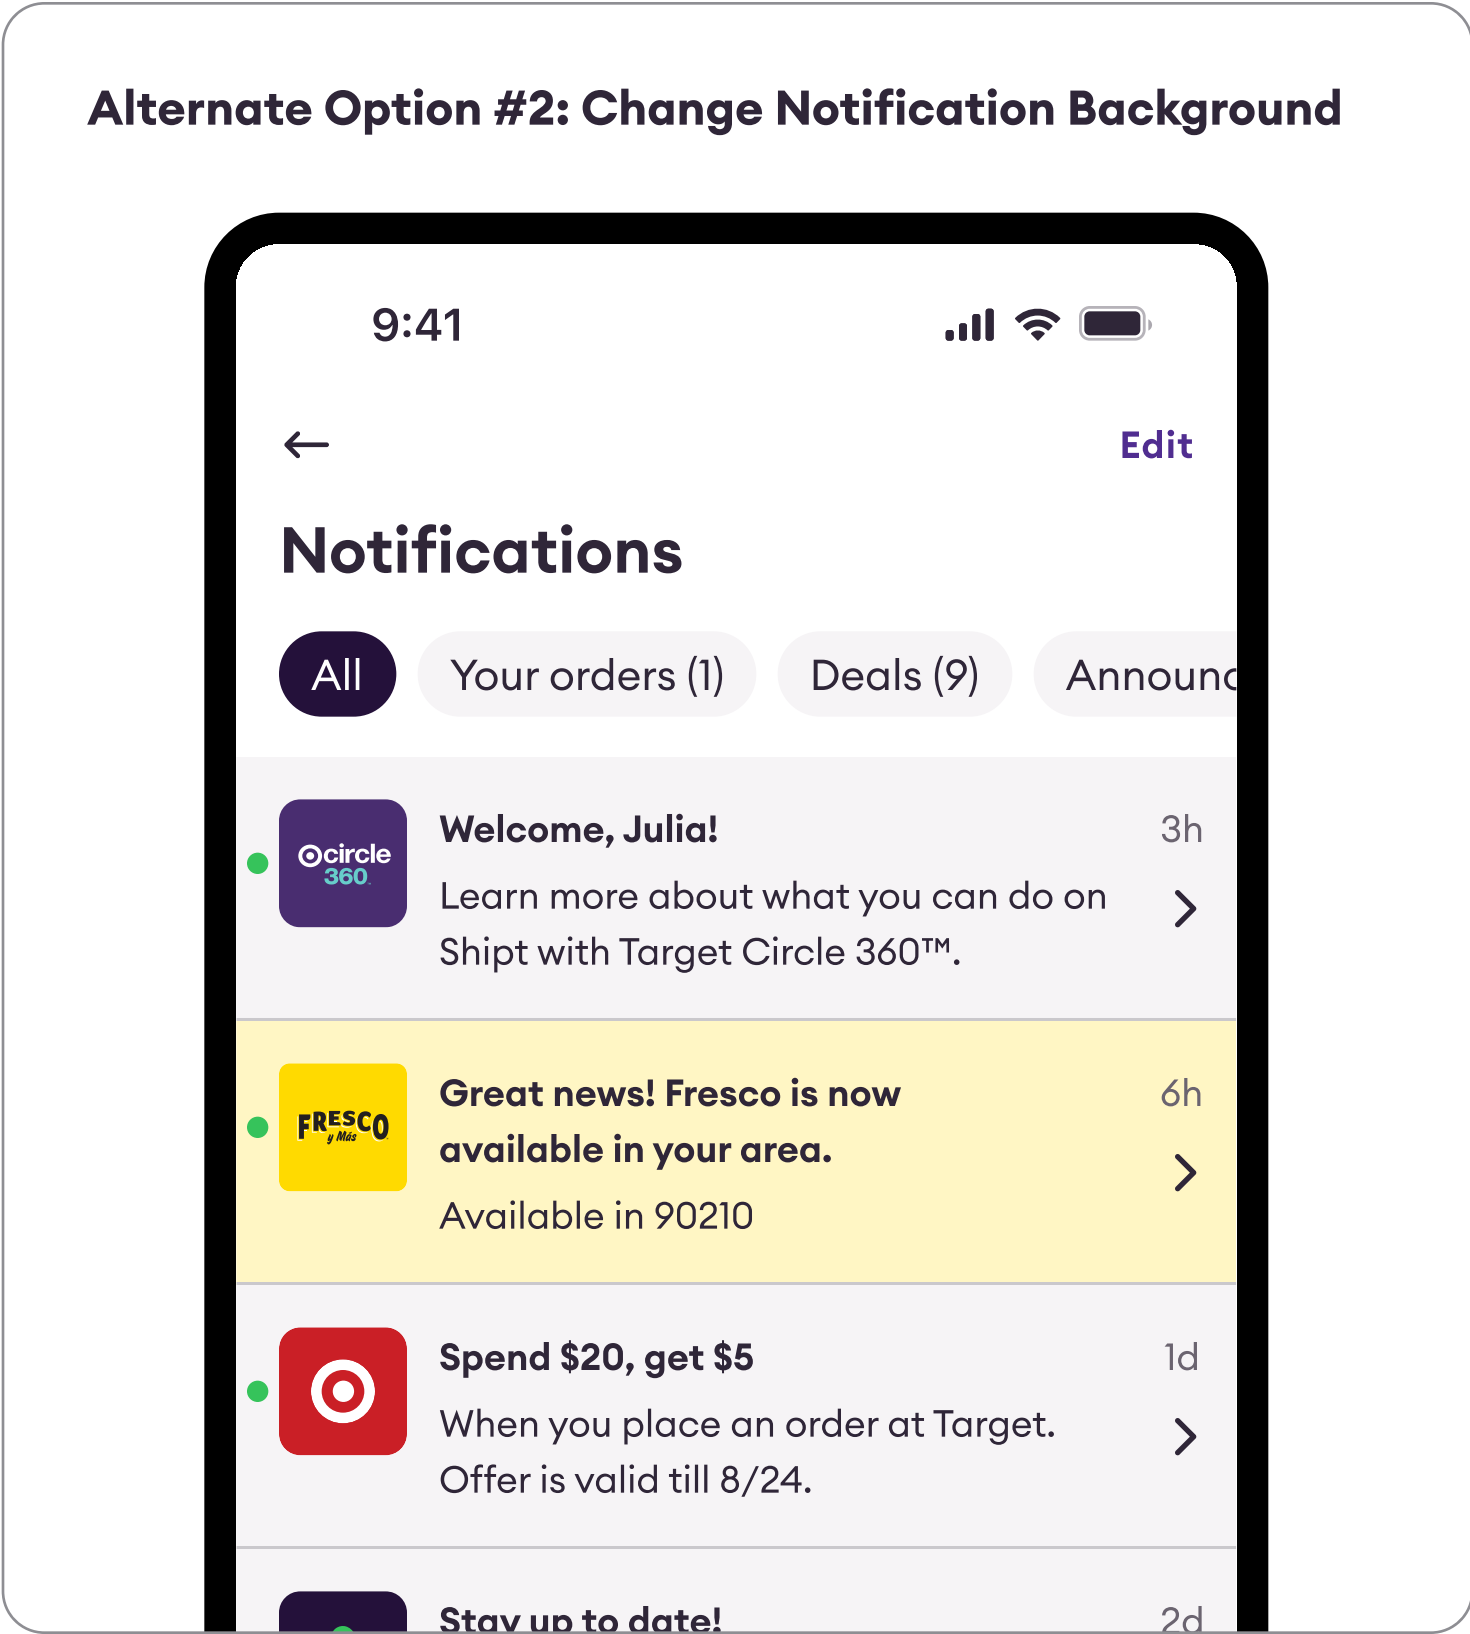 Alternate Option #2: Change Notification Background
9:41
Edit
Notifications
All
Your orders (1)
Deals (9)
Announc
circle
360
Welcome, Julia!
3h
Learn more about what you can do on
Shipt with Target Circle 360™.
FRESCO
y Más
Great news! Fresco is now
available in your area.
6h
Available in 90210
Spend $20, get $5
1d
When you place an order at Target.
Offer is valid till 8/24.
Stay up to date!
2d